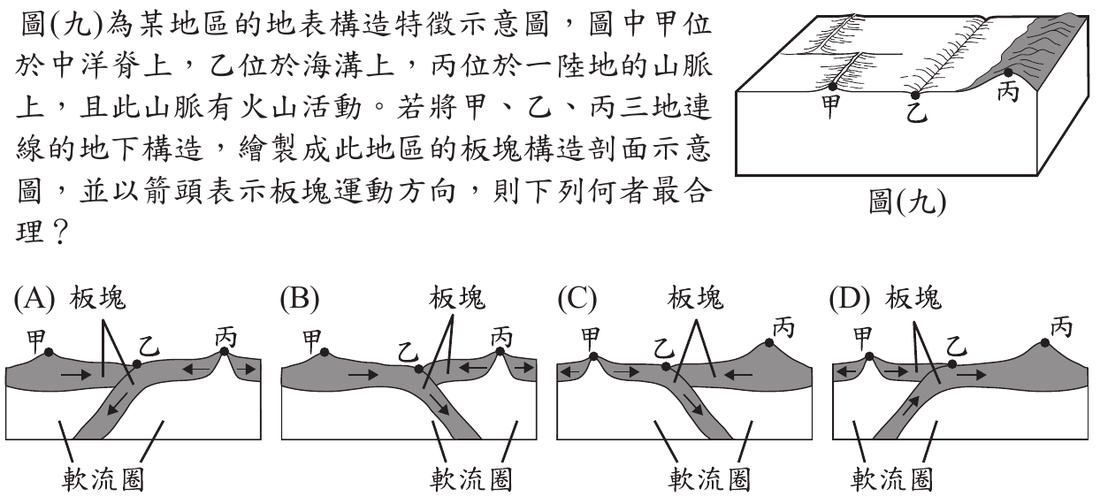 圖(九)為某地區的地表構造特徵示意圖，圖中甲位
於中洋脊上，乙位於海溝上，丙位於一陸地的山脈
上，且此山脈有火山活動。若將甲、乙、丙三地連
線的地下構造，繪製成此地區的板塊構造剖面示意
圖，並以箭頭表示板塊運動方向，則下列何者最合
理？
甲 乙 丙
圖(九)
(A) 板塊
甲 乙 丙
軟流圈
(B) 板塊
甲 乙 丙
軟流圈
(C) 板塊
甲 乙 丙
軟流圈
(D) 板塊
甲 乙 丙
軟流圈